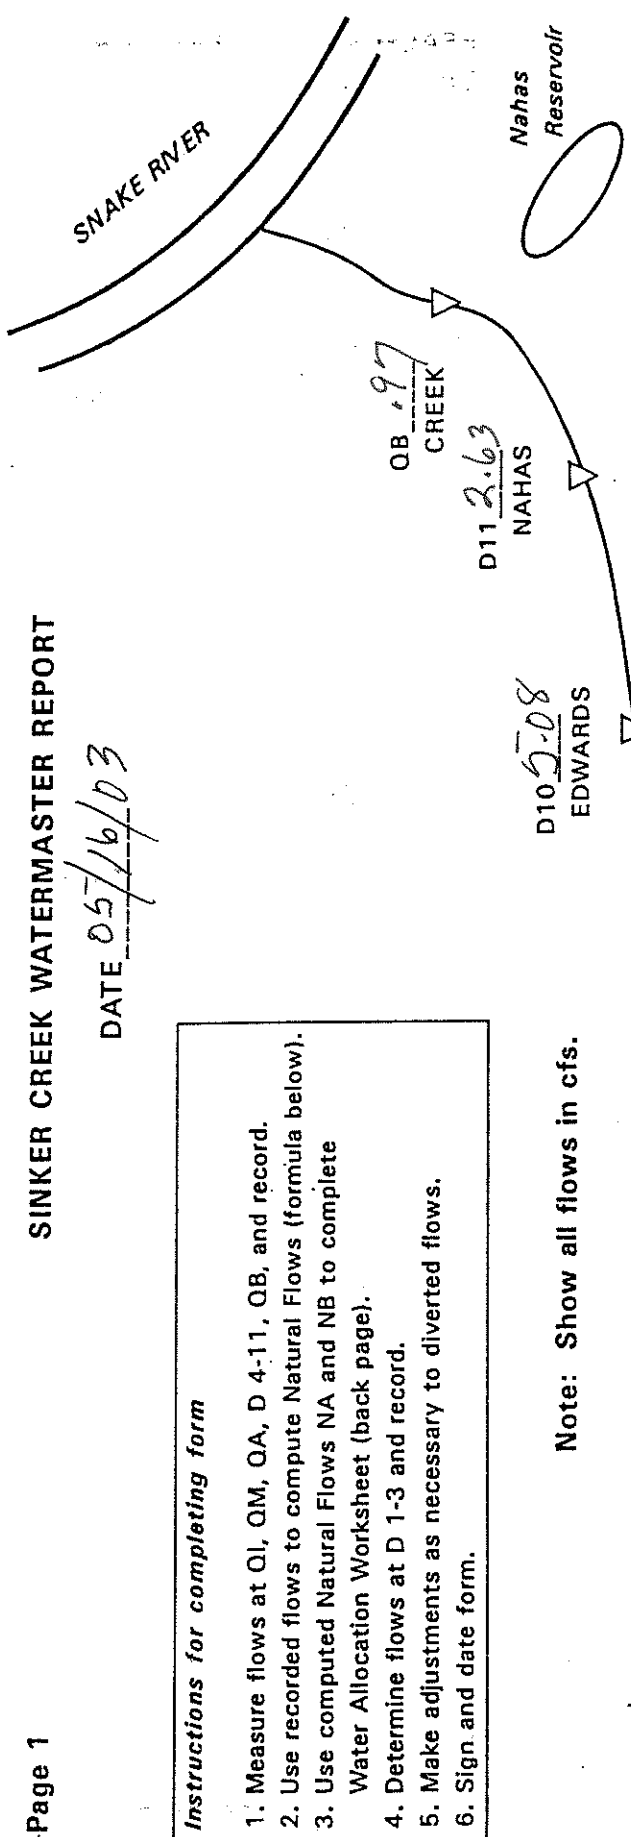 -Page 1
SINKER CREEK WATERMASTER REPORT
DATE 05/16/03
Instructions for completing form
1. Measure flows at QI, QM, QA, D 4-11, QB, and record.
2. Use recorded flows to compute Natural Flows (formula below).
3. Use computed Natural Flows NA and NB to complete
Water Allocation Worksheet (back page).
4. Determine flows at D 1-3 and record.
5. Make adjustments as necessary to diverted flows.
6. Sign and date form.
Note: Show all flows in cfs.
SNAKE RIVER
Nahas
Reservoir
QB .97
CREEK
D11 2.63
NAHAS
D10 5.08
EDWARDS